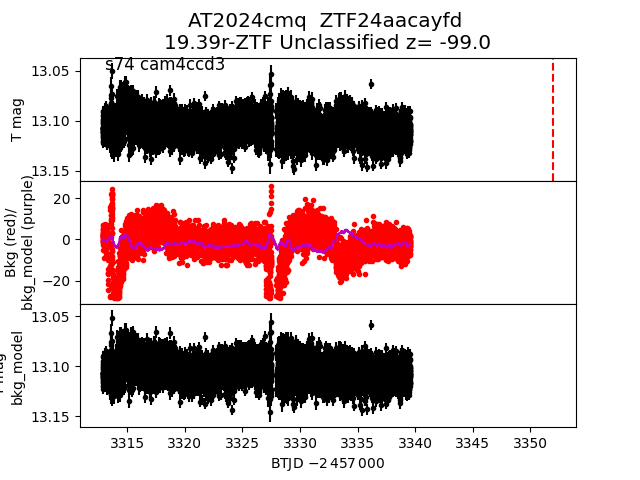 AT2024cmq ZTF24aacayfd
19.39r-ZTF Unclassified z= -99.0
s74 cam4ccd3
13.05
13.10
13.15
T mag
20
0
−20
Bkg (red)/
bkg_model (purple)
13.05
13.10
13.15
mag
bkg_model
3315 3320 3325 3330 3335 3340 3345 3350
BTJD −2 457 000